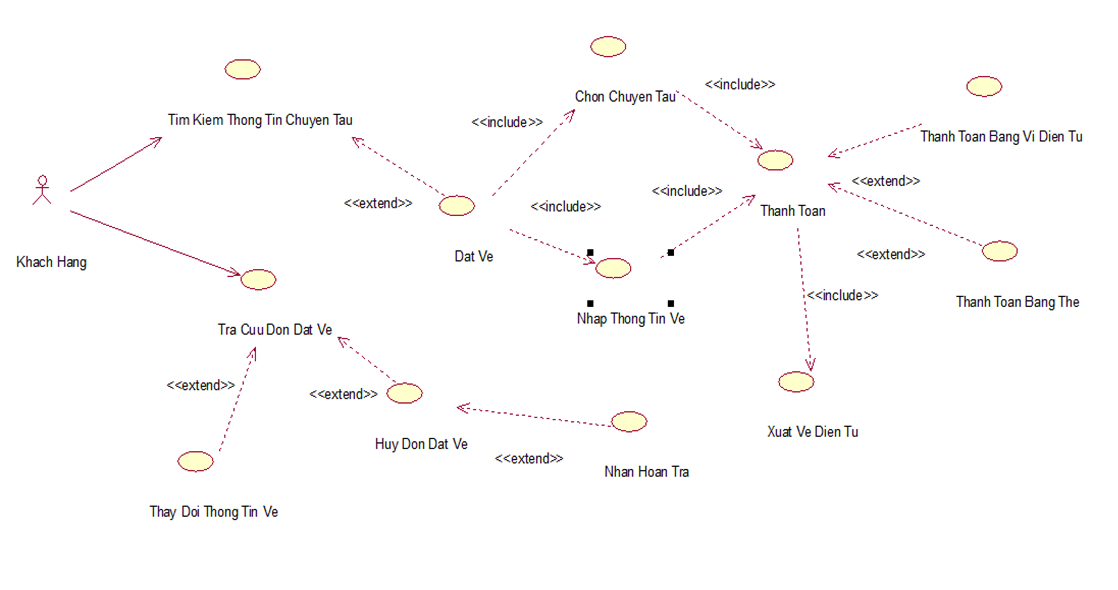 Chon Chuyen Tau
<<include>>
Thanh Toan Bang Vi Dien Tu
Tim Kiem Thong Tin Chuyen Tau
<<include>>
<<extend>>
<<include>>
<<include>>
<<extend>>
Thanh Toan
Dat Ve
<<extend>>
Khach Hang
Thanh Toan Bang The
<<include>>
Nhap Thong Tin Ve
Tra Cuu Don Dat Ve
<<extend>>
<<extend>>
Xuat Ve Dien Tu
Huy Don Dat Ve
<<extend>>
Nhan Hoan Tra
Thay Doi Thong Tin Ve